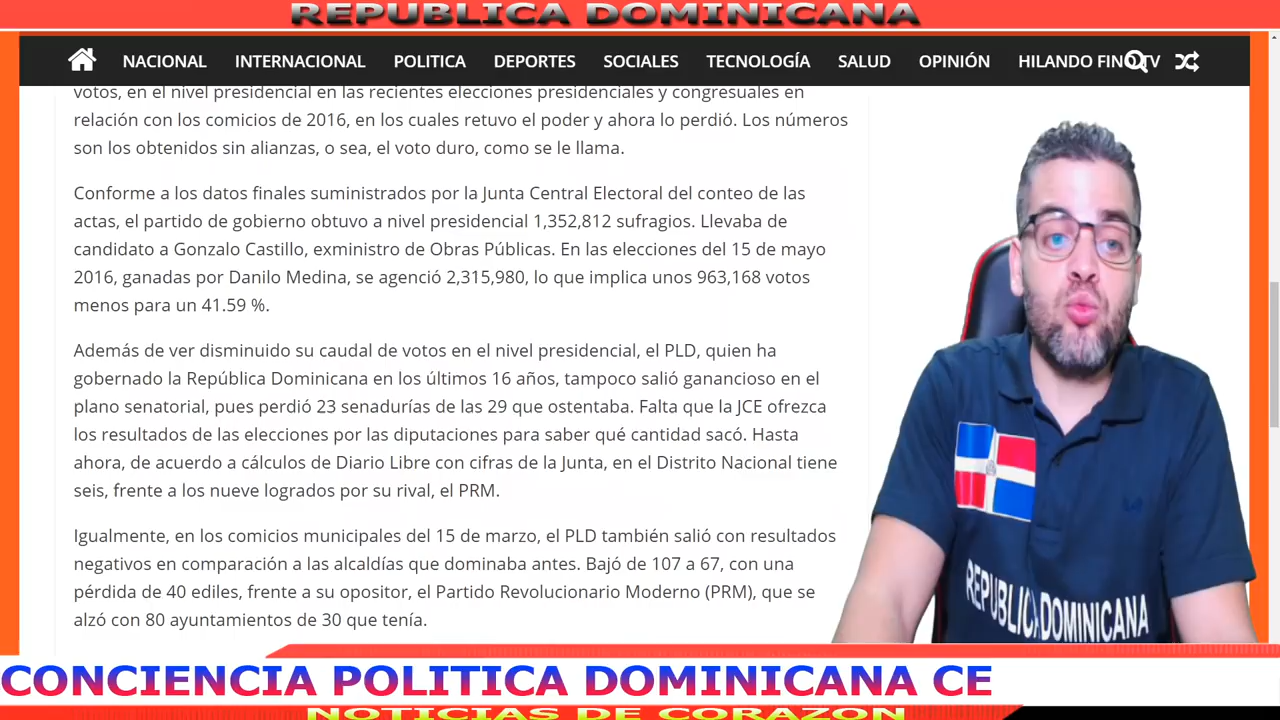 REPUBLICA DOMINICANA
NACIONAL INTERNACIONAL POLITICA DEPORTES SOCIALES TECNOLOGÍA SALUD OPINIÓN HILANDO FINO TV
votos, en el nivel presidencial en las recientes elecciones presidenciales y congresuales en
relación con los comicios de 2016, en los cuales retuvo el poder y ahora lo perdió. Los números
son los obtenidos sin alianzas, o sea, el voto duro, como se le llama.
Conforme a los datos finales suministrados por la Junta Central Electoral del conteo de las
actas, el partido de gobierno obtuvo a nivel presidencial 1,352,812 sufragios. Llevaba de
candidato a Gonzalo Castillo, exministro de Obras Públicas. En las elecciones del 15 de mayo
2016, ganadas por Danilo Medina, se agenció 2,315,980, lo que implica unos 963,168 votos
menos para un 41.59 %.
Además de ver disminuido su caudal de votos en el nivel presidencial, el PLD, quien ha
gobernado la República Dominicana en los últimos 16 años, tampoco salió ganancioso en el
plano senatorial, pues perdió 23 senadurías de las 29 que ostentaba. Falta que la JCE ofrezca
los resultados de las elecciones por las diputaciones para saber qué cantidad sacó. Hasta
ahora, de acuerdo a cálculos de Diario Libre con cifras de la Junta, en el Distrito Nacional tiene
seis, frente a los nueve logrados por su rival, el PRM.
Igualmente, en los comicios municipales del 15 de marzo, el PLD también salió con resultados
negativos en comparación a las alcaldías que dominaba antes. Bajó de 107 a 67, con una
pérdida de 40 ediles, frente a su opositor, el Partido Revolucionario Moderno (PRM), que se
alzó con 80 ayuntamientos de 30 que tenía.
REPUBLICA DOMINICANA
CONCIENCIA POLITICA DOMINICANA CE
NOTICIAS DE CORAZON